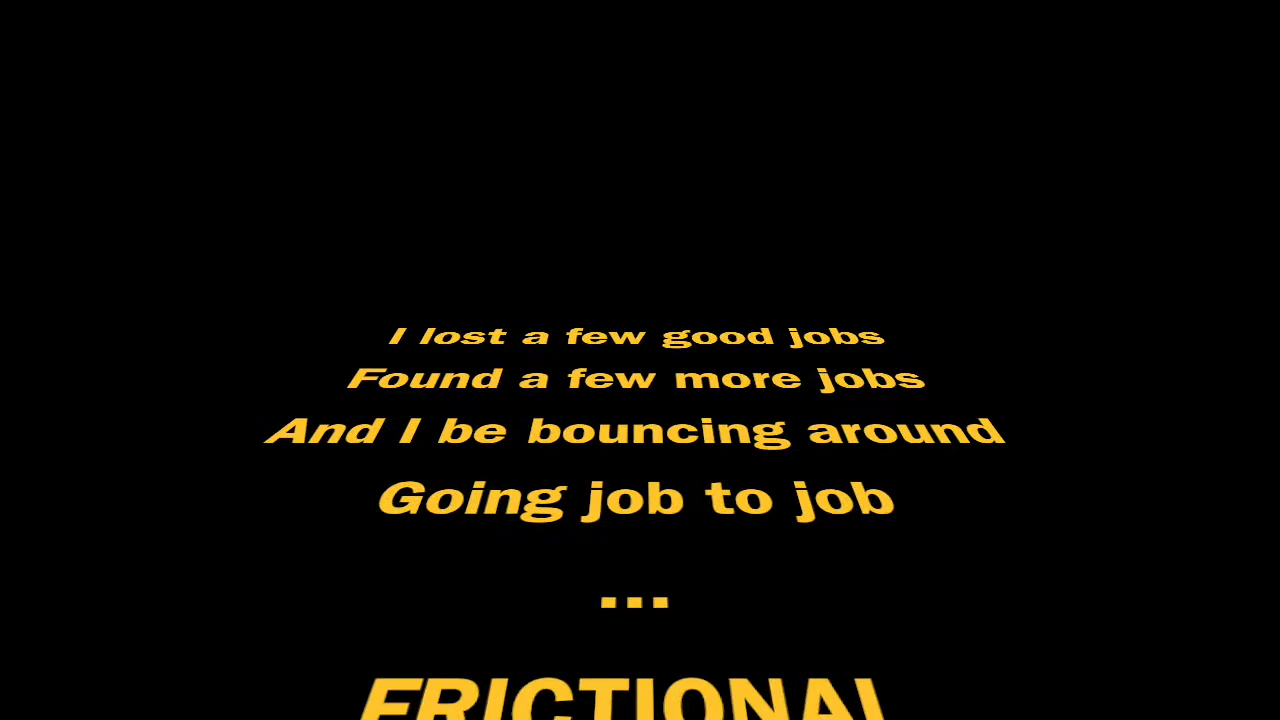 I lost a few good jobs
Found a few more jobs
And I be bouncing around
Going job to job
...
FRICTIONAL